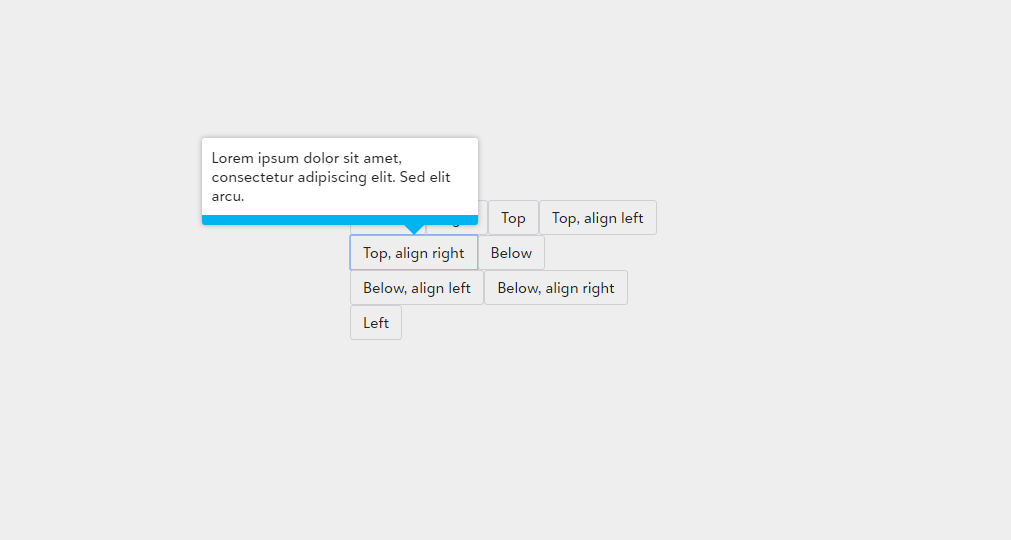 Lorem ipsum dolor sit amet,
consectetur adipiscing elit. Sed elit
arcu.
Top
Top, align left
Top, align right
Below
Below, align left
Below, align right
Left